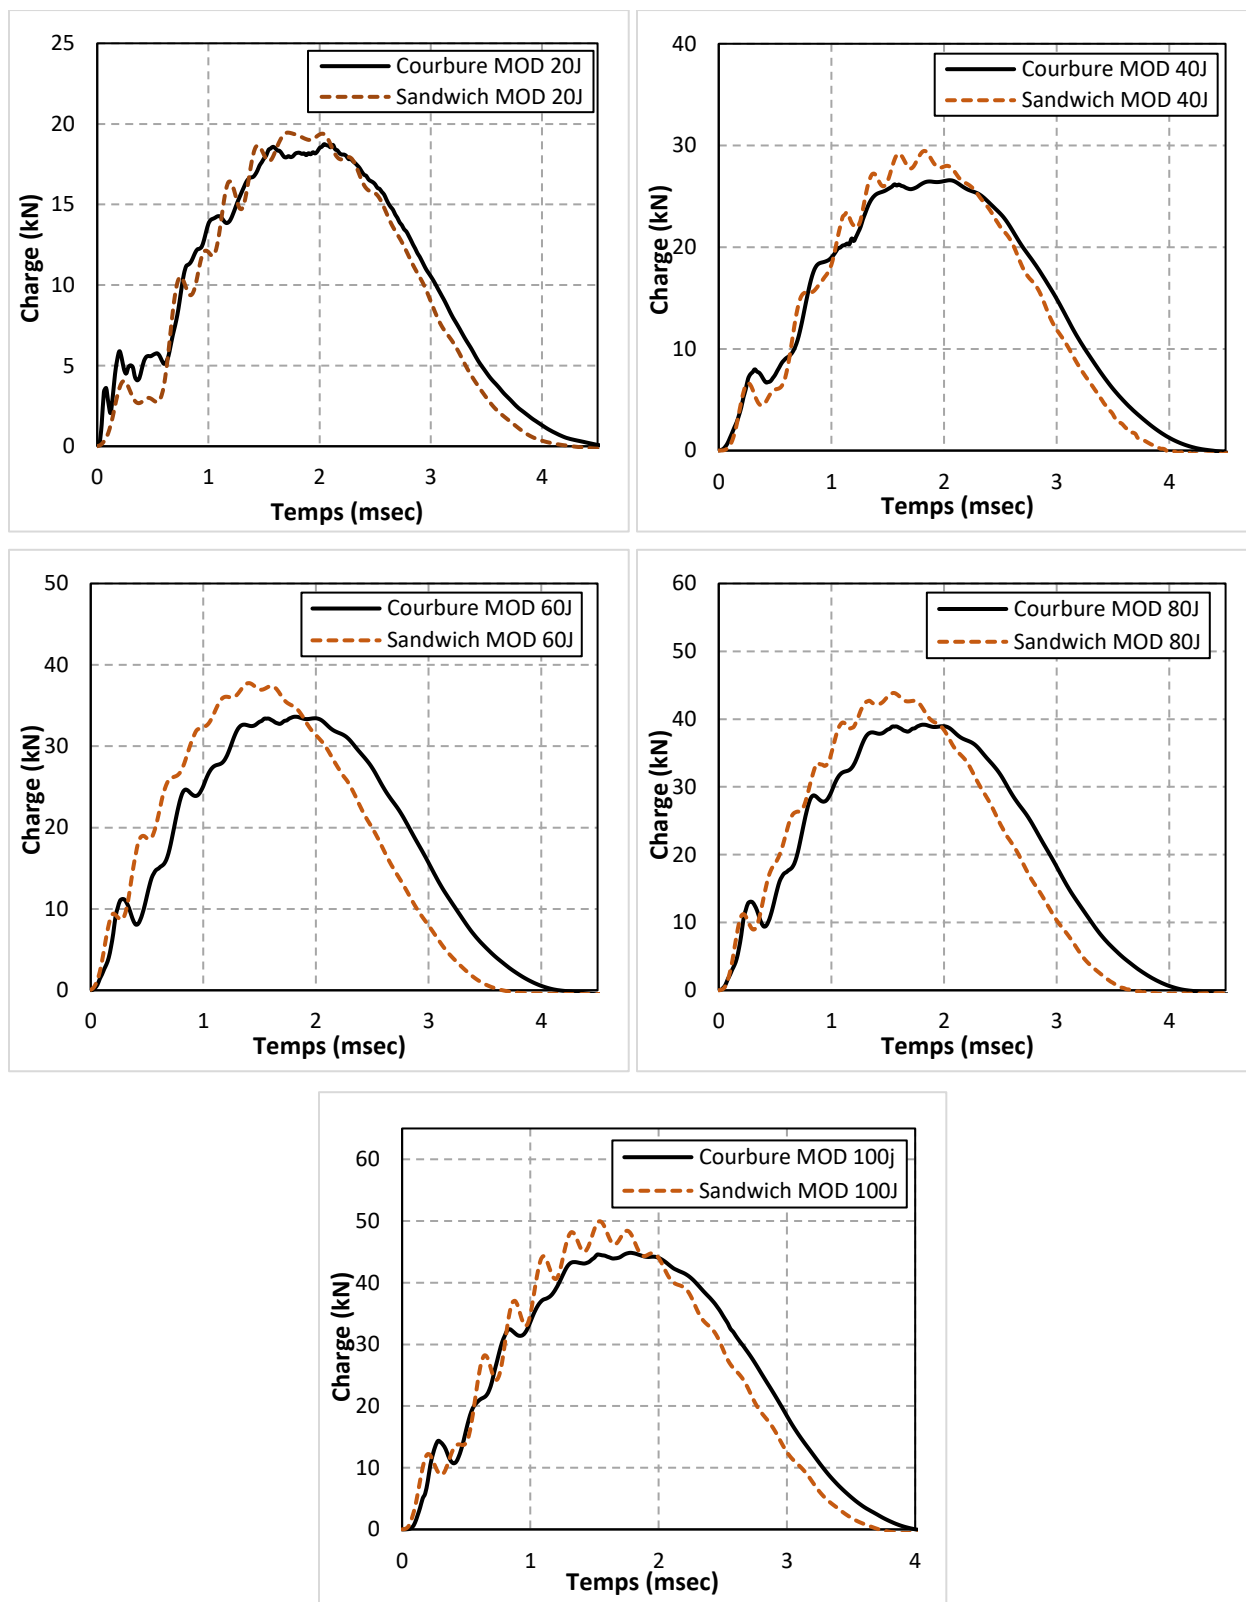 25
20
15
10
5
0
Charge (kN)
Courbure MOD 20J
Sandwich MOD 20J
0 1 2 3 4
Temps (msec)
40
30
20
10
0
Charge (kN)
Courbure MOD 40J
Sandwich MOD 40J
0 1 2 3 4
Temps (msec)
50
40
30
20
10
0
Charge (kN)
Courbure MOD 60J
Sandwich MOD 60J
0 1 2 3 4
Temps (msec)
60
50
40
30
20
10
0
Charge (kN)
Courbure MOD 80J
Sandwich MOD 80J
0 1 2 3 4
Temps (msec)
60
50
40
30
20
10
0
Charge (kN)
Courbure MOD 100j
Sandwich MOD 100J
0 1 2 3 4
Temps (msec)